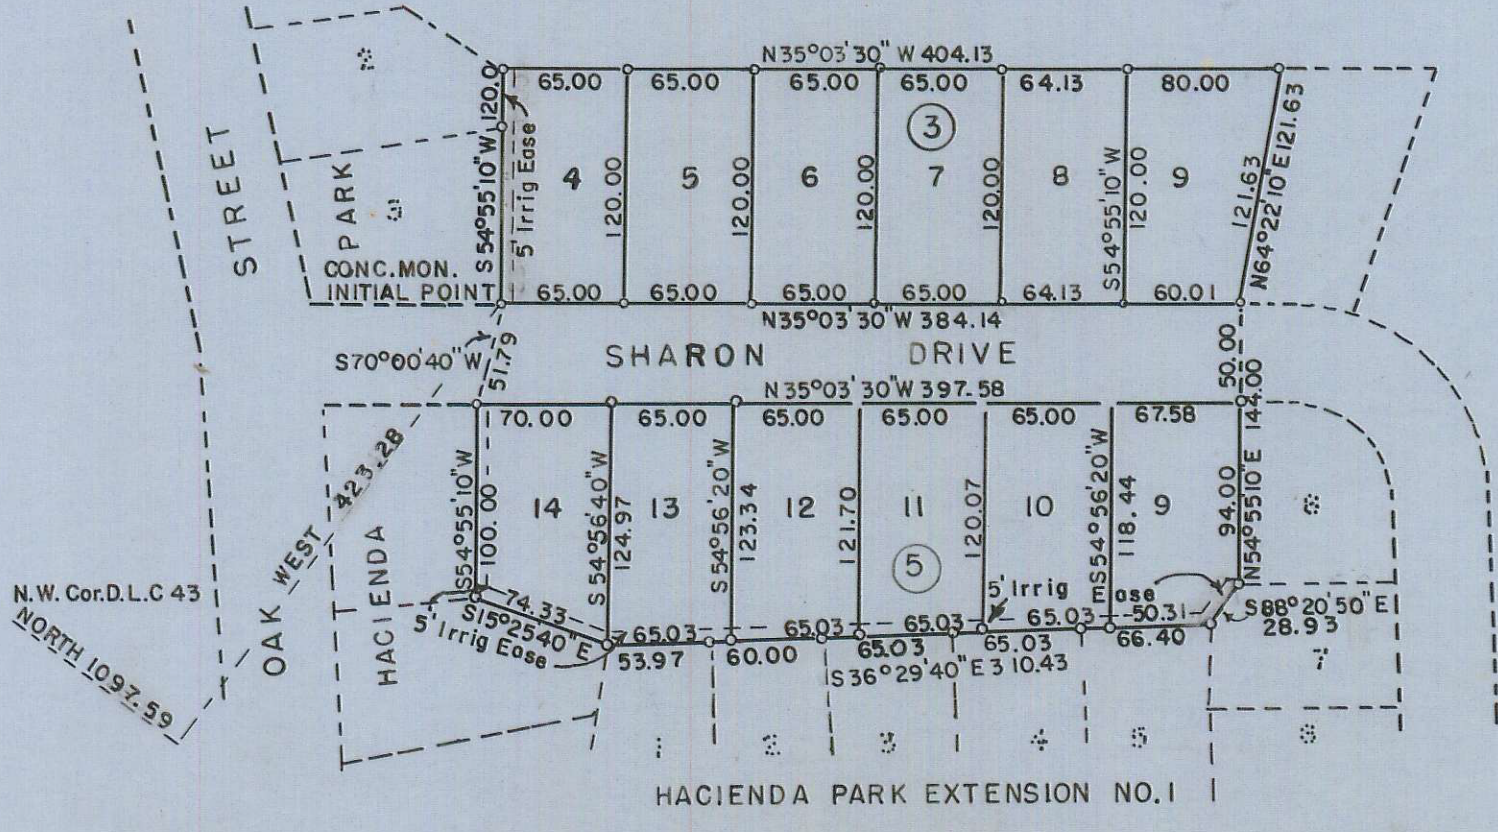 N35°03'30" W 404.13
65.00 65.00 65.00 65.00 64.13 80.00
2
S 54°55'10" W 120.0
5' Irrig Ease
3
4 5 6 7 8 9
120.00 120.00 120.00 120.00 120.00
S54°55'10"W
120.00
121.63
N64°22'10"E 121.63
STREET
PARK
3
CONC. MON.
INITIAL POINT
65.00 65.00 65.00 65.00 64.13 60.01
N35°03'30"W 384.14
S70°00'40"W
51.79
SHARON DRIVE
50.00
N35°03'30"W 397.58
70.00 65.00 65.00 65.00 65.00 67.58
N54°55'10"E 144.00
S54°55'10"W
100.00
14
S54°56'40"W
124.97
13
S54°56'20"W
123.34
12
121.70
11
5
120.07
10
S54°56'20"W
118.44
9
94.00
OAK
WEST 423.28
HACIENDA
N.W. Cor.D.L.C 43
NORTH 1097.59
74.33
S15°25'40"E
5' Irrig Ease
5' Irrig Ease
65.03 65.03 65.03 65.03 50.31
53.97 60.00 65.03 65.03 66.40
S36°29'40"E 310.43
S88°20'50"E
28.93
7
1 2 3 4 5
HACIENDA PARK EXTENSION NO.1